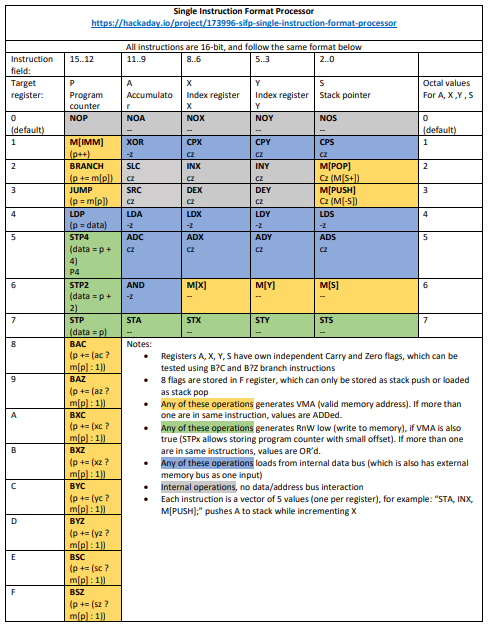 Single Instruction Format Processor
https://hackaday.io/project/173996-sifp-single-instruction-format-processor
All instructions are 16-bit, and follow the same format below
Instruction field: 15..12 11..9 8..6 5..3 2..0
Target register: P Program counter A Accumulato r X Index register X Y Index register Y S Stack pointer Octal values For A, X ,Y , S
0 (default) NOP NOA -- NOX -- NOY -- NOS -- 0 (default)
1 M[IMM] (p++) XOR -z CPX cz CPY cz CPS cz 1
2 BRANCH (p += m[p]) SLC cz INX cz INY cz M[POP] Cz (M[S+]) 2
3 JUMP (p = m[p]) SRC cz DEX cz DEY cz M[PUSH] Cz (M[-S]) 3
4 LDP (p = data) LDA -z LDX -z LDY -z LDS -z 4
5 STP4 (data = p + 4) P4 ADC cz ADX cz ADY cz ADS cz 5
6 STP2 (data = p + 2) AND -z M[X] -- M[Y] -- M[S] -- 6
7 STP (data = p) STA -- STX -- STY -- STS -- 7
8 BAC (p += (ac ? m[p] : 1))
9 BAZ (p += (az ? m[p] : 1))
A BXC (p += (xc ? m[p] : 1))
B BXZ (p += (xz ? m[p] : 1))
C BYC (p += (yc ? m[p] : 1))
D BYZ (p += (yz ? m[p] : 1))
E BSC (p += (sc ? m[p] : 1))
F BSZ (p += (sz ? m[p] : 1))
Notes:
• Registers A, X, Y, S have own independent Carry and Zero flags, which can be
tested using B?C and B?Z branch instructions
• 8 flags are stored in F register, which can only be stored as stack push or loaded
as stack pop
• Any of these operations generates VMA (valid memory address). If more than
one are in same instruction, values are ADDed.
• Any of these operations generates RnW low (write to memory), if VMA is also
true (STPx allows storing program counter with small offset). If more than one
are in same instructions, values are OR'd.
• Any of these operations loads from internal data bus (which is also has external
memory bus as one input)
• Internal operations, no data/address bus interaction
• Each instruction is a vector of 5 values (one per register), for example: "STA, INX,
M[PUSH];" pushes A to stack while incrementing X